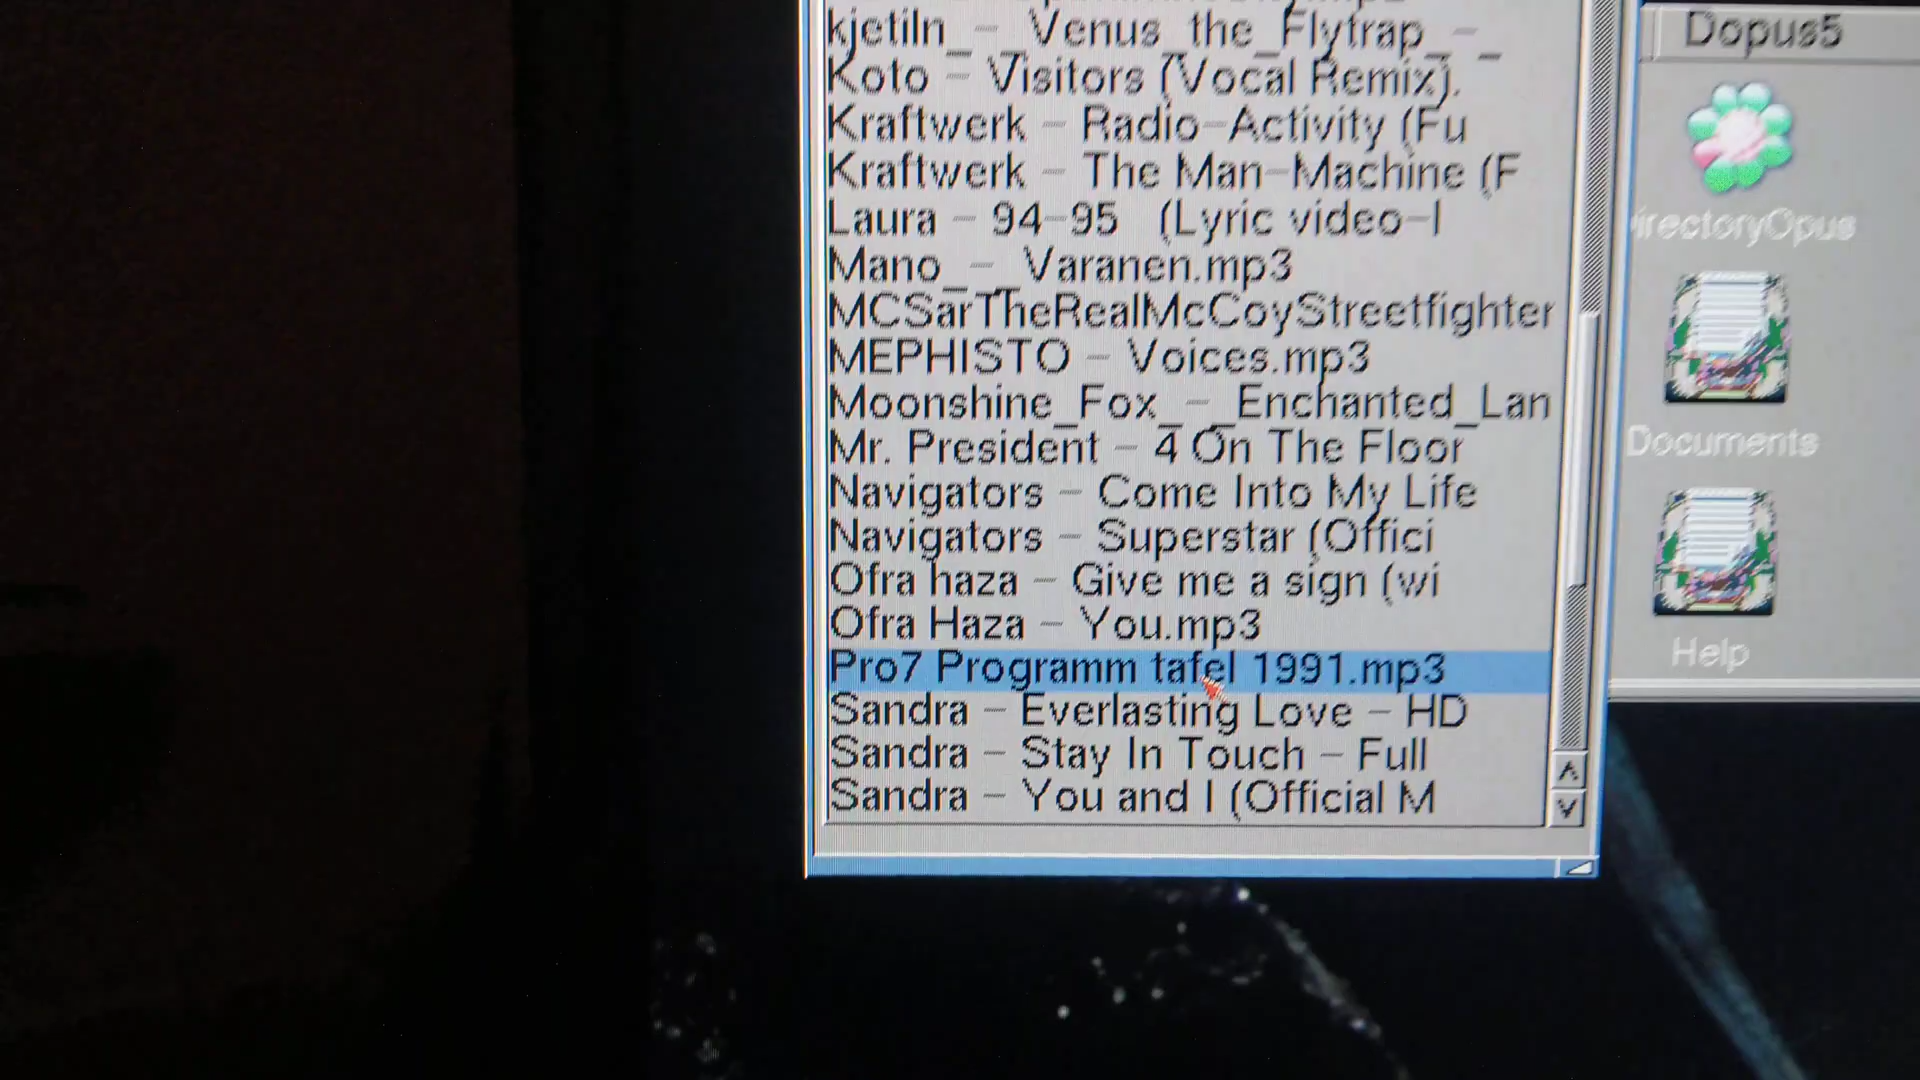 kjetiln_-_Venus_the_Flytrap_-_
Koto - Visitors (Vocal Remix).
Kraftwerk - Radio-Activity (Fu
Kraftwerk - The Man-Machine (F
Laura - 94-95 (Lyric video-I
Mano_-_Varanen.mp3
MCSarTheRealMcCoyStreetfighter
MEPHISTO - Voices.mp3
Moonshine_Fox_-_Enchanted_Lan
Mr. President - 4 On The Floor
Navigators - Come Into My Life
Navigators - Superstar (Offici
Ofra haza - Give me a sign (wi
Ofra Haza - You.mp3
Pro7 Programm tafel 1991.mp3
Sandra - Everlasting Love - HD
Sandra - Stay In Touch - Full
Sandra - You and I (Official M
Dopus5
irectoryOpus
Documents
Help